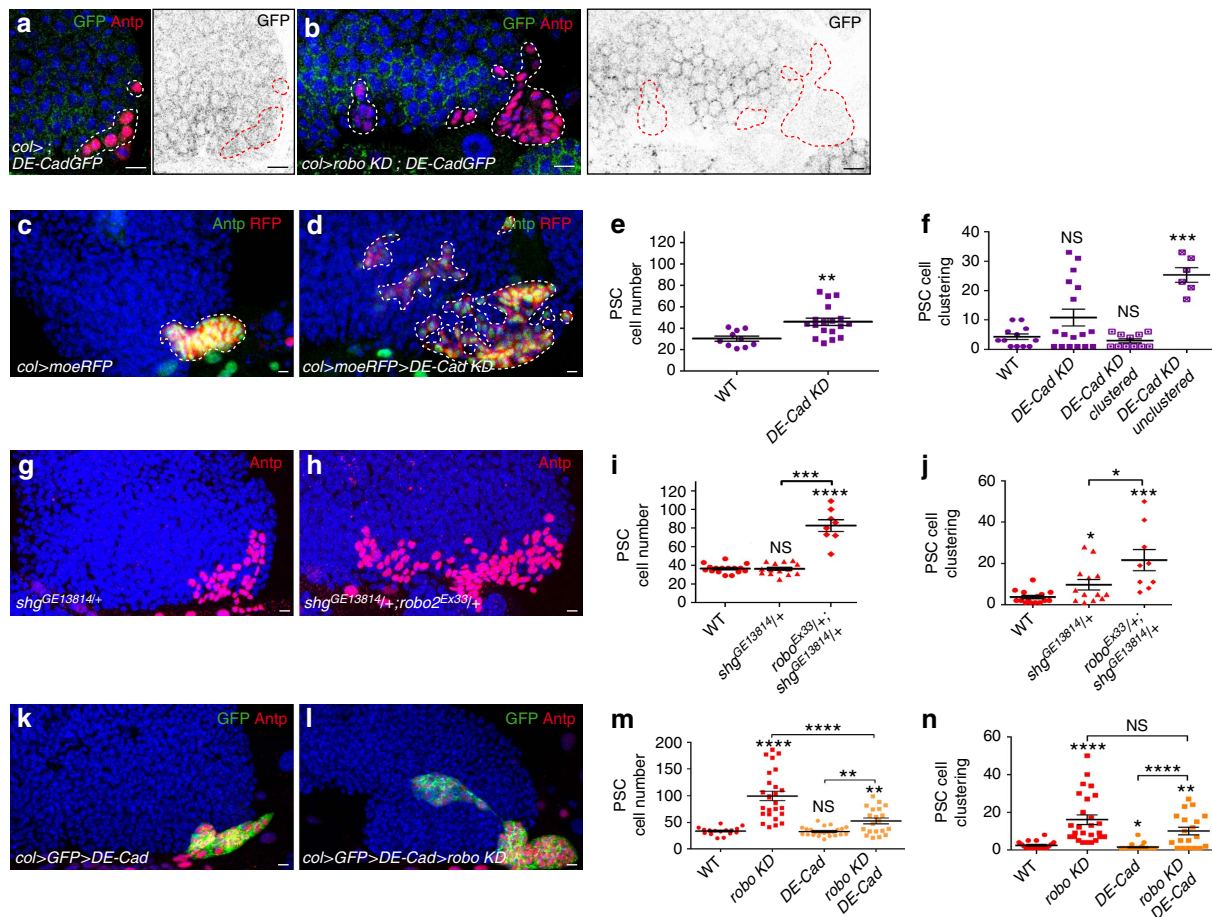 a GFP Antp GFP b GFP Antp GFP
col> ;
DE-CadGFP
col>robo KD ; DE-CadGFP
c Antp RFP d Antp RFP
col>moeRFP
col>moeRFP>DE-Cad KD
e
PSC
cell number
120
100
80
60
40
20
0
**
WT
DE-Cad KD
f
PSC cell
clustering
40
30
20
10
0
NS
NS
***
WT
DE-Cad KD
DE-Cad KD
clustered
DE-Cad KD
unclustered
g Antp h Antp
shgGE13814/+
shgGE13814/+;robo2Ex33/+
i
PSC
cell number
120
100
80
60
40
20
0
***
NS
****
WT
shgGE13814/+
roboEx33/+;
shgGE13814/+
j
PSC cell
clustering
60
40
20
0
*
*
***
WT
shgGE13814/+
roboEx33/+;
shgGE13814/+
k GFP Antp l GFP Antp
col>GFP>DE-Cad
col>GFP>DE-Cad>robo KD
m
PSC
cell number
200
150
100
50
0
****
****
**
NS
**
WT
robo KD
DE-Cad
robo KD
DE-Cad
n
PSC cell
clustering
60
40
20
0
NS
****
****
*
**
WT
robo KD
DE-Cad
robo KD
DE-Cad